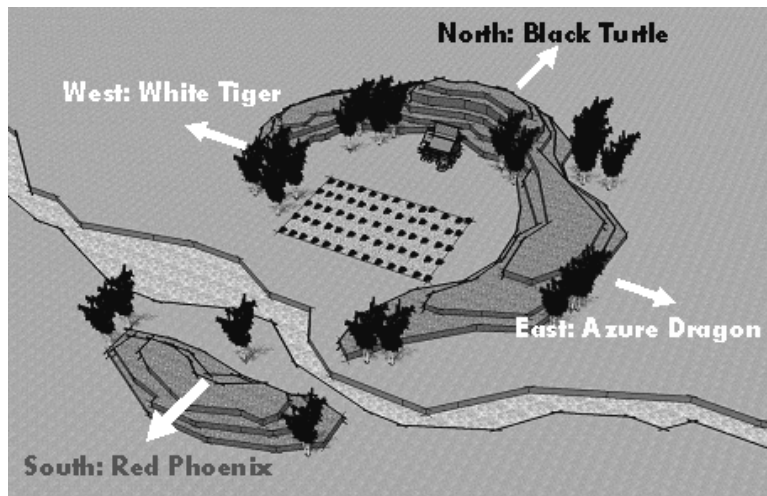 North: Black Turtle
West: White Tiger
East: Azure Dragon
South: Red Phoenix